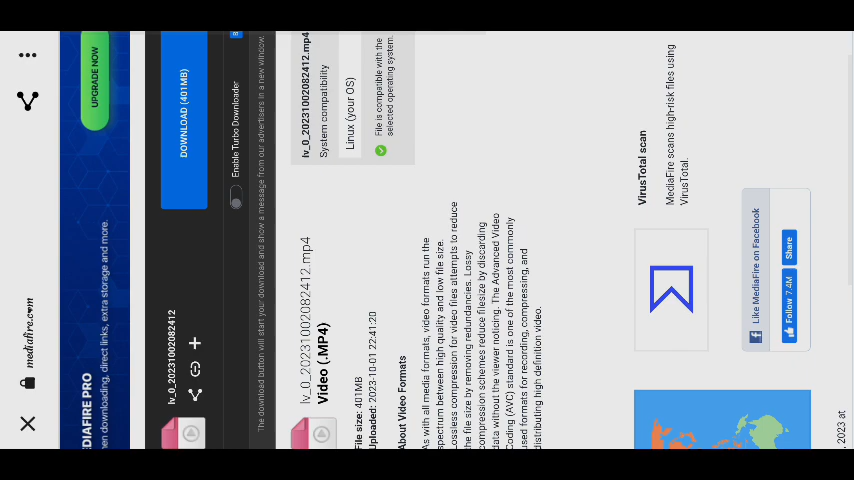 mediafire.com
EDIAFIRE PRO
hen downloading, direct links, extra storage and more.
UPGRADE NOW
lv_0_20231002082412
DOWNLOAD (401MB)
Enable Turbo Downloader
The download button will start your download and show a message from our advertisers in a new window.
lv_0_20231002082412.mp4
Video (.MP4)
File size: 401MB
Uploaded: 2023-10-01 22:41:20
About Video Formats
As with all media formats, video formats run the
spectrum between high quality and low file size.
Lossless compression for video files attempts to reduce
the file size by removing redundancies. Lossy
compression schemes reduce filesize by discarding
data without the viewer noticing. The Advanced Video
Coding (AVC) standard is one of the most commonly
used formats for recording, compressing, and
distributing high definition video.
lv_0_20231002082412.mp4
System compatibility
Linux (your OS)
File is compatible with the
selected operating system.
VirusTotal scan
MediaFire scans high-risk files using
VirusTotal.
Like MediaFire on Facebook
Follow 7.4M
Share
, 2023 at